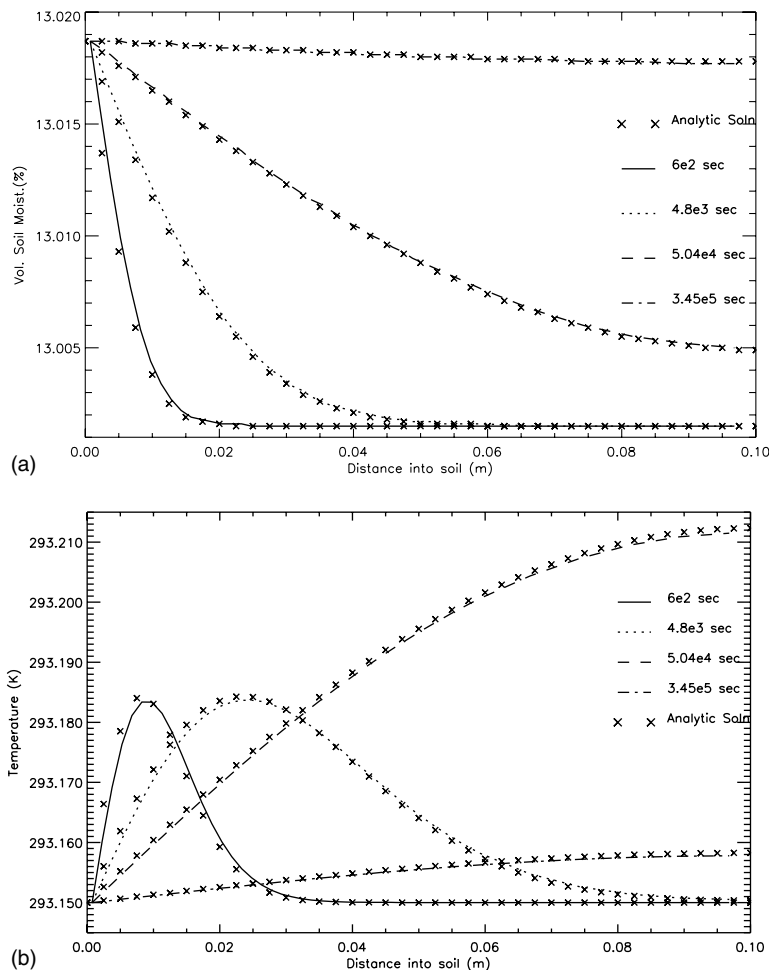 13.020
13.015
13.010
13.005
Vol. Soil Moist.(%)
Analytic Soln
6e2 sec
4.8e3 sec
5.04e4 sec
3.45e5 sec
0.00 0.02 0.04 0.06 0.08 0.10
Distance into soil (m)
(a)
293.210
293.200
293.190
293.180
293.170
293.160
293.150
Temperature (K)
6e2 sec
4.8e3 sec
5.04e4 sec
3.45e5 sec
Analytic Soln
0.00 0.02 0.04 0.06 0.08 0.10
Distance into soil (m)
(b)